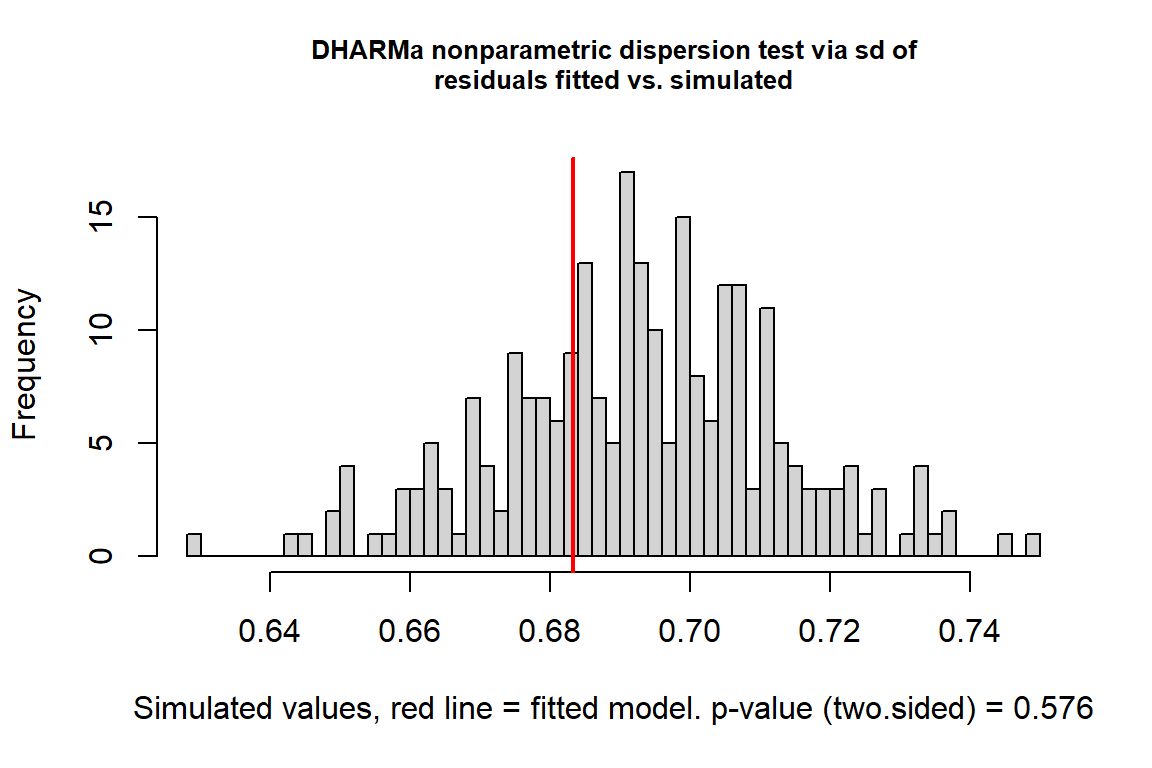 DHARMa nonparametric dispersion test via sd of
residuals fitted vs. simulated
Frequency
15
10
5
0
0.64 0.66 0.68 0.70 0.72 0.74
Simulated values, red line = fitted model. p-value (two.sided) = 0.576